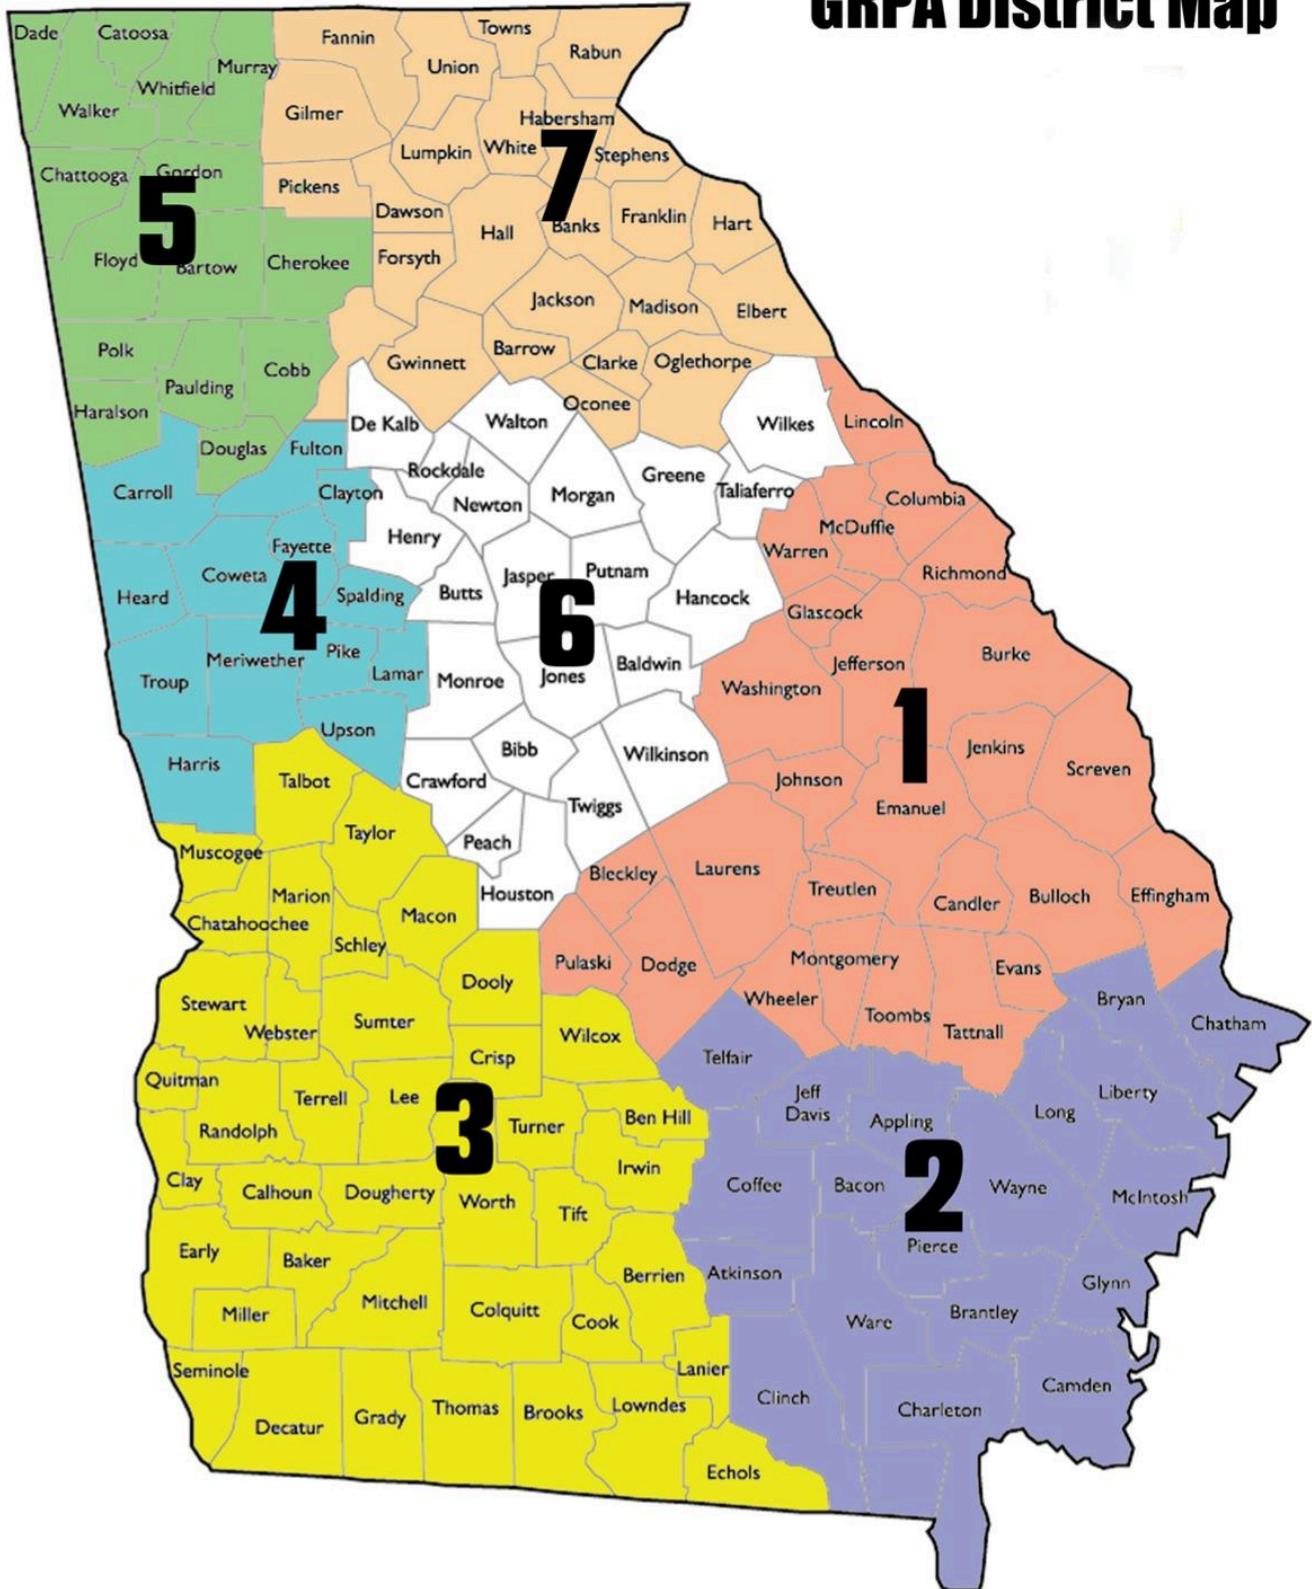 GRPA District Map
Dade
Catoosa
Fannin
Towns
Union
Rabun
Murray
Whitfield
Walker
Gilmer
Habersham
White
Lumpkin
Stephens
7
Chattooga
Gordon
5
Pickens
Dawson
Hall
Banks
Franklin
Hart
Floyd
Bartow
Cherokee
Forsyth
Jackson
Madison
Elbert
Polk
Paulding
Cobb
Gwinnett
Barrow
Clarke
Oglethorpe
Haralson
Oconee
De Kalb
Walton
Wilkes
Lincoln
Douglas
Fulton
Rockdale
Greene
Taliaferro
Carroll
Clayton
Newton
Morgan
Columbia
McDuffie
Henry
Warren
Fayette
Coweta
Heard
4
Spalding
Butts
Jasper
Putnam
6
Hancock
Richmond
Glascock
Troup
Meriwether
Pike
Lamar
Monroe
Jones
Baldwin
Washington
Jefferson
Burke
1
Harris
Upson
Bibb
Crawford
Wilkinson
Jenkins
Screven
Johnson
Emanuel
Talbot
Taylor
Twiggs
Peach
Muscogee
Houston
Bleckley
Laurens
Treutlen
Candler
Bulloch
Effingham
Marion
Macon
Chatahoochee
Schley
Dooly
Pulaski
Dodge
Montgomery
Wheeler
Evans
Toombs
Tattnall
Bryan
Chatham
Stewart
Webster
Sumter
Crisp
Wilcox
Telfair
Quitman
Terrell
Lee
3
Randolph
Turner
Ben Hill
Irwin
Jeff
Davis
Appling
Long
Liberty
Clay
Calhoun
Dougherty
Worth
Tift
Coffee
Bacon
2
Wayne
McIntosh
Early
Baker
Mitchell
Berrien
Atkinson
Pierce
Glynn
Miller
Colquitt
Cook
Ware
Brantley
Seminole
Decatur
Grady
Thomas
Brooks
Lowndes
Lanier
Clinch
Charleton
Camden
Echols